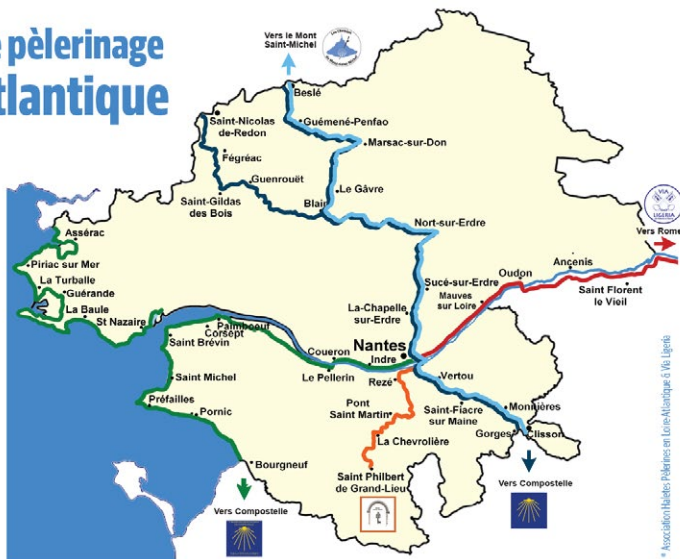 pèlerinage
tlantique
Vers le Mont
Saint-Michel
Beslé
Saint-Nicolas
de-Redon
Guémené-Penfao
Marsac-sur-Don
Fégréac
Guenrouët
Le Gâvre
Saint-Gildas
des Bois
Blain
Nort-sur-Erdre
VIA
LIGERIA
Vers Rome
Assérac
Piriac sur Mer
La Turballe
Guérande
La Baule
St Nazaire
Ancenis
Oudon
Sucé-sur-Erdre
Mauves
sur Loire
Saint Florent
le Vieil
La-Chapelle
sur-Erdre
Paimboeuf
Corsept
Saint Brévin
Nantes
Coueron
Indre
Le Pellerin
Rezé
Vertou
Saint Michel
Préfailles
Pornic
Pont
Saint Martin
Saint-Fiacre
sur Maine
Monnières
Gorges
Clisson
La Chevrolière
Bourgneuf
Saint Philbert
de Grand-Lieu
Vers Compostelle
Vers Compostelle
* Association Haltes Pèlerines en Loire-Atlantique & Via Ligeria